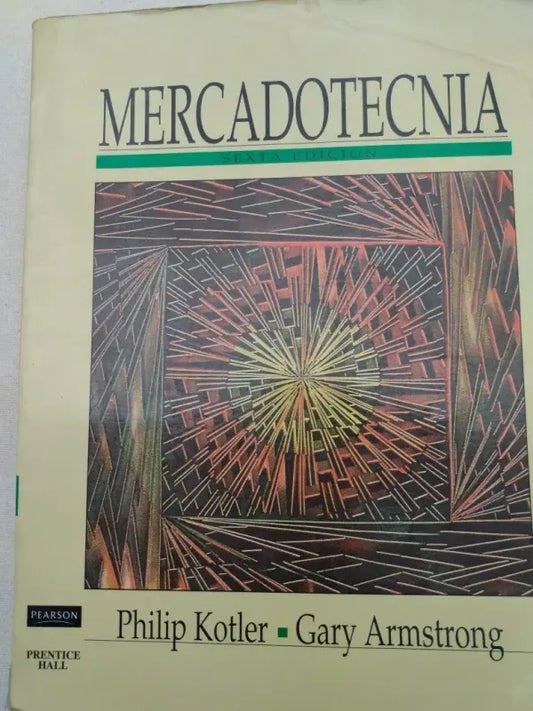 MERCADOTECNIA
SEXTA EDICION
PEARSON
PRENTICE
HALL
Philip Kotler ■ Gary Armstrong